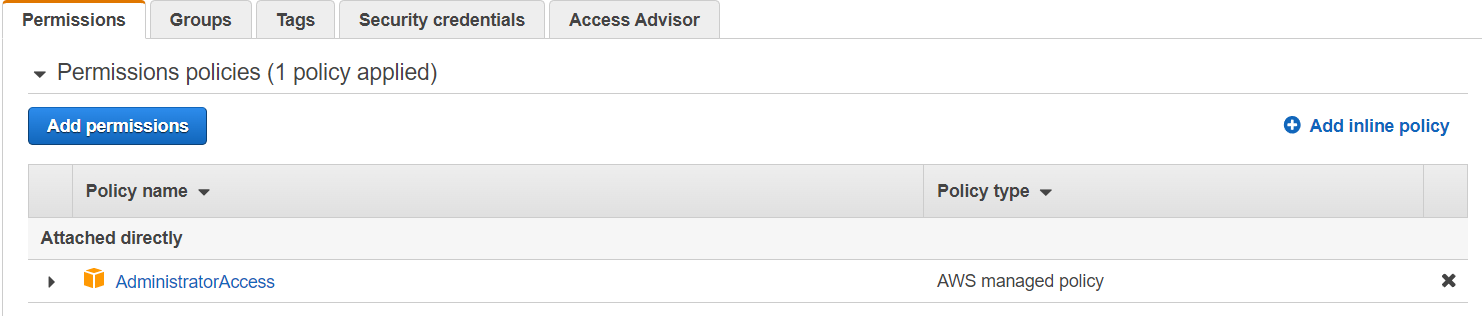 Permissions Groups Tags Security credentials Access Advisor
Permissions policies (1 policy applied)
Add permissions Add inline policy
Policy name Policy type
Attached directly
AdministratorAccess AWS managed policy